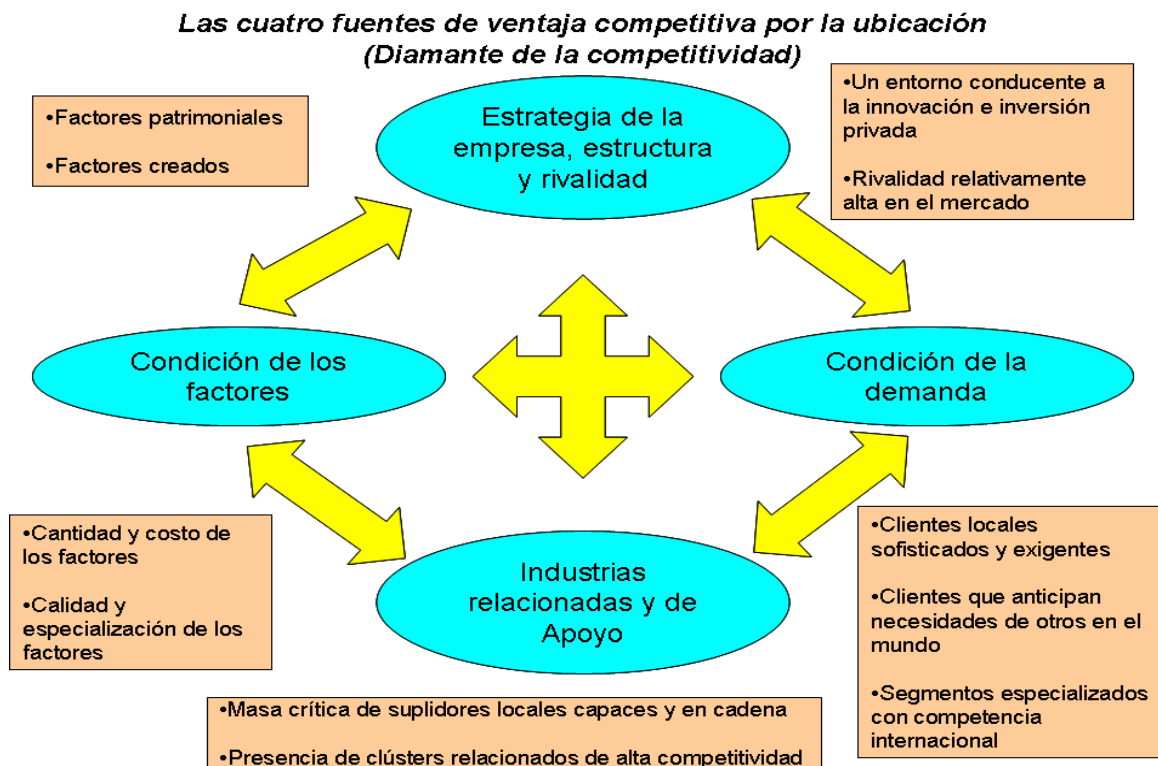 Las cuatro fuentes de ventaja competitiva por la ubicación
(Diamante de la competitividad)
•Factores patrimoniales
•Factores creados
Estrategia de la
empresa, estructura
y rivalidad
•Un entorno conducente a
la innovación e inversión
privada
•Rivalidad relativamente
alta en el mercado
Condición de los
factores
Condición de la
demanda
•Cantidad y costo de
los factores
•Calidad y
especialización de los
factores
Industrias
relacionadas y de
Apoyo
•Clientes locales
sofisticados y exigentes
•Clientes que anticipan
necesidades de otros en el
mundo
•Segmentos especializados
con competencia
internacional
•Masa crítica de suplidores locales capaces y en cadena
•Presencia de clústers relacionados de alta competitividad